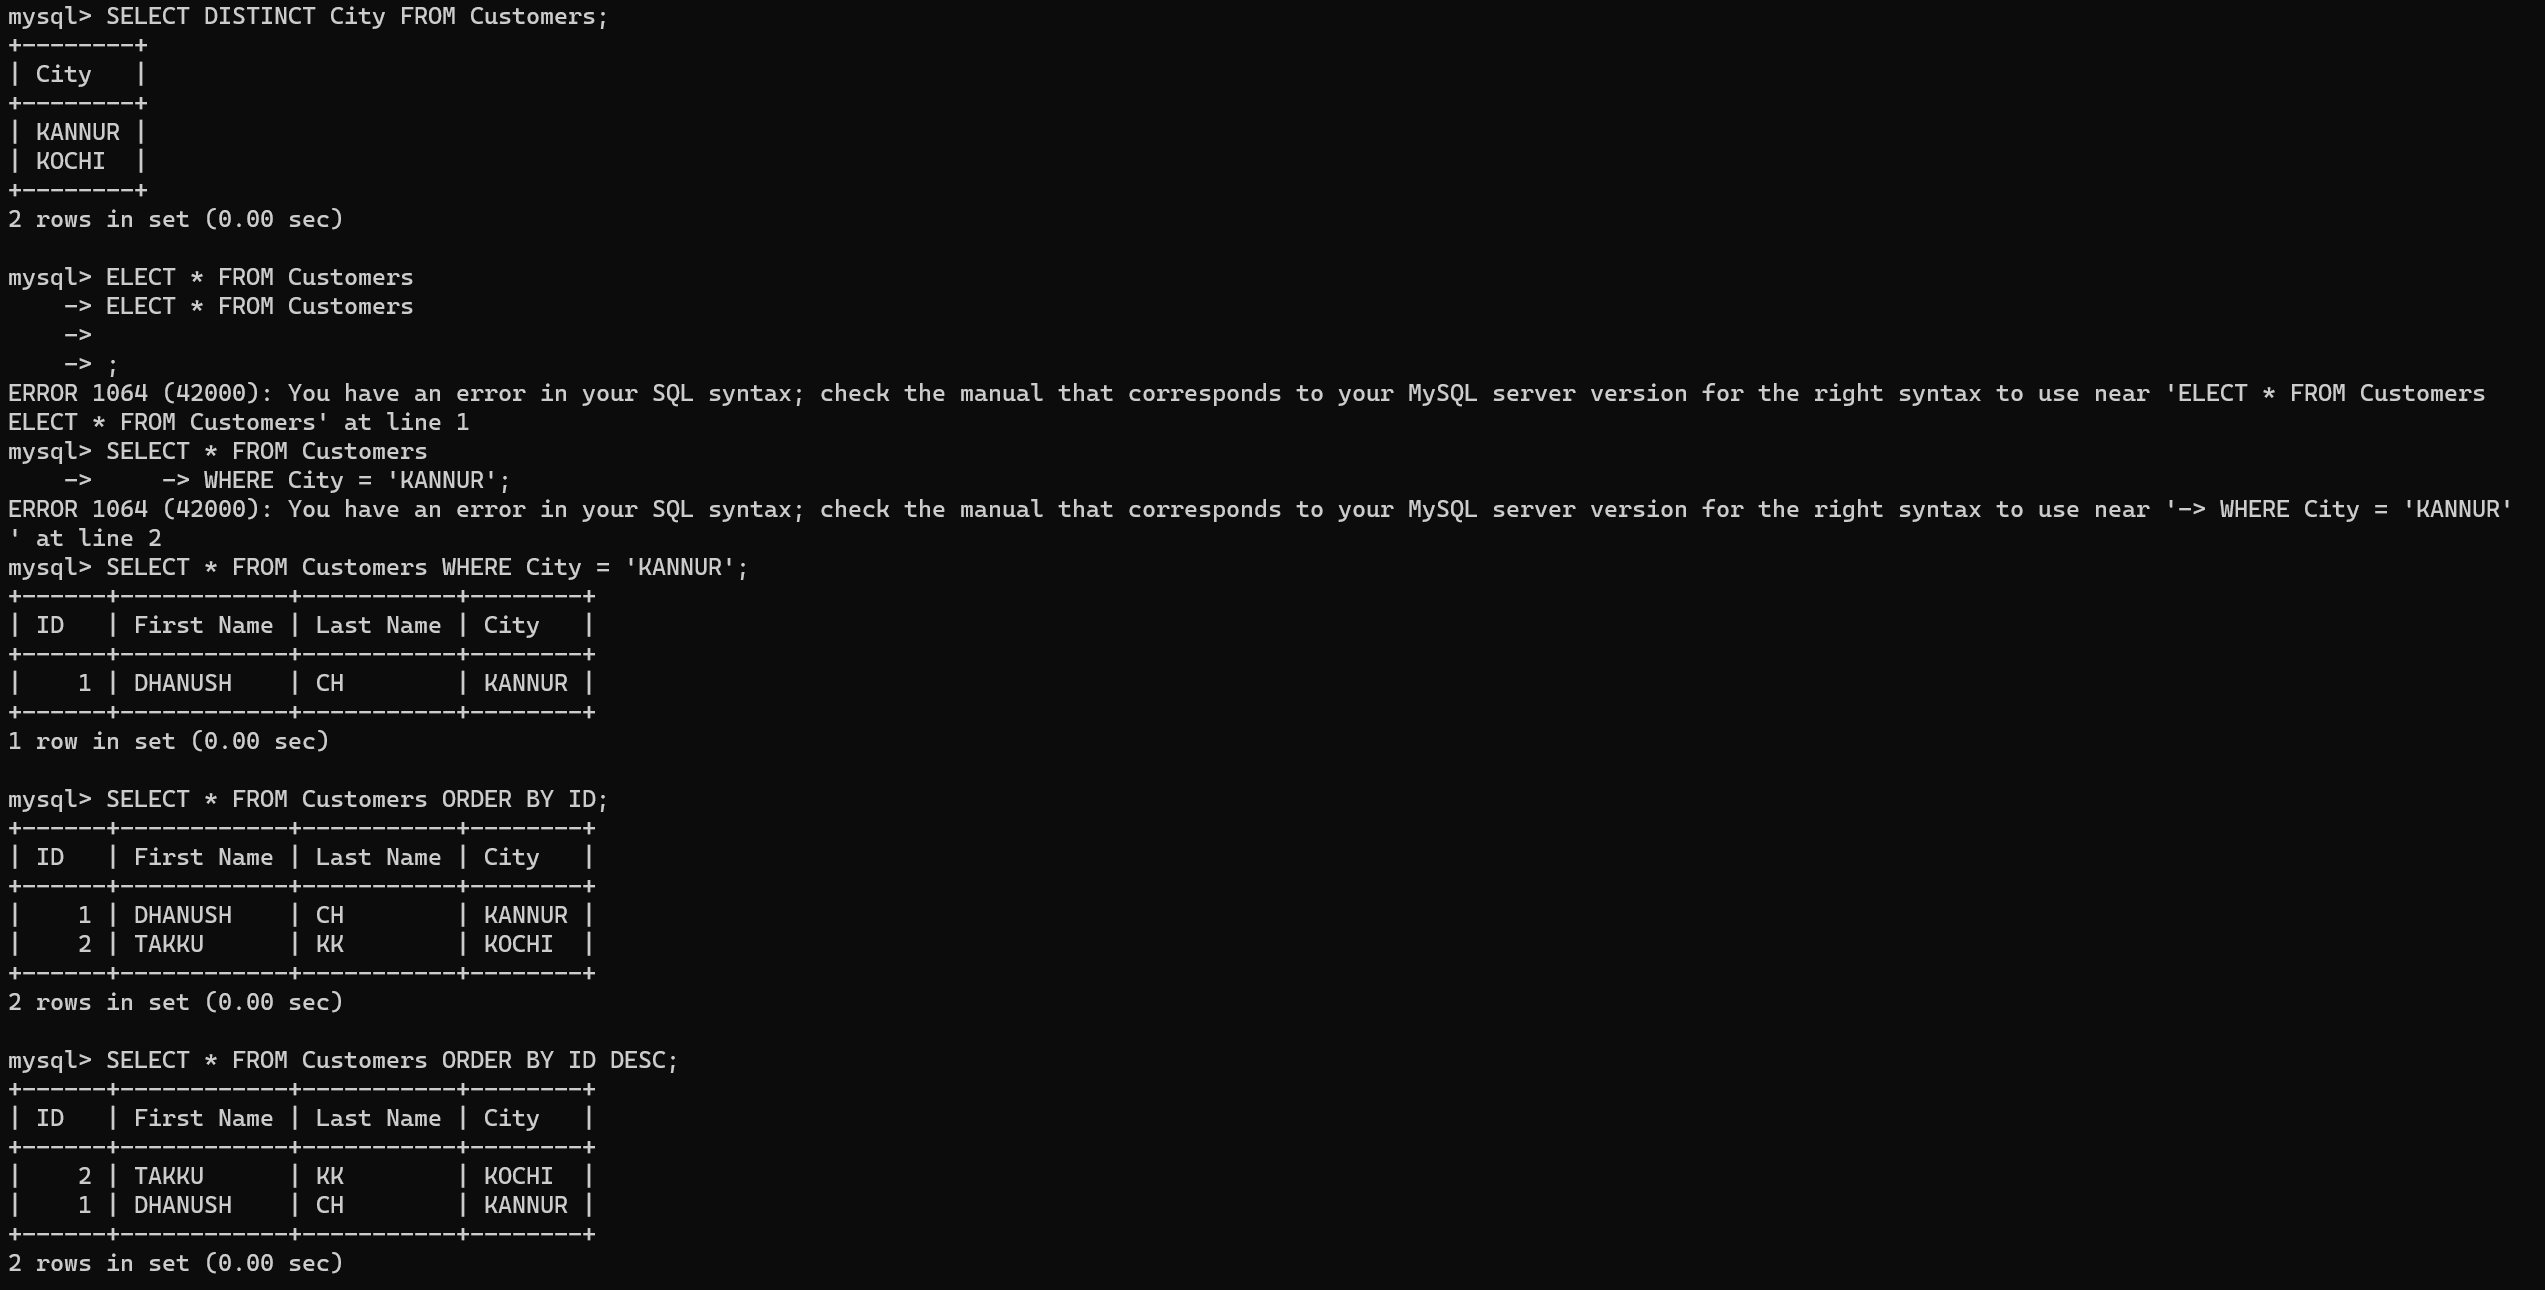 mysql> SELECT DISTINCT City FROM Customers;
+--------+
| City   |
+--------+
| KANNUR |
| KOCHI  |
+--------+
2 rows in set (0.00 sec)

mysql> ELECT * FROM Customers
    -> ELECT * FROM Customers
    ->
    -> ;
ERROR 1064 (42000): You have an error in your SQL syntax; check the manual that corresponds to your MySQL server version for the right syntax to use near 'ELECT * FROM Customers
ELECT * FROM Customers' at line 1
mysql> SELECT * FROM Customers
    ->     -> WHERE City = 'KANNUR';
ERROR 1064 (42000): You have an error in your SQL syntax; check the manual that corresponds to your MySQL server version for the right syntax to use near '-> WHERE City = 'KANNUR'
' at line 2
mysql> SELECT * FROM Customers WHERE City = 'KANNUR';
+------+------------+-----------+--------+
| ID   | First Name | Last Name | City   |
+------+------------+-----------+--------+
|    1 | DHANUSH    | CH        | KANNUR |
+------+------------+-----------+--------+
1 row in set (0.00 sec)

mysql> SELECT * FROM Customers ORDER BY ID;
+------+------------+-----------+--------+
| ID   | First Name | Last Name | City   |
+------+------------+-----------+--------+
|    1 | DHANUSH    | CH        | KANNUR |
|    2 | TAKKU      | KK        | KOCHI  |
+------+------------+-----------+--------+
2 rows in set (0.00 sec)

mysql> SELECT * FROM Customers ORDER BY ID DESC;
+------+------------+-----------+--------+
| ID   | First Name | Last Name | City   |
+------+------------+-----------+--------+
|    2 | TAKKU      | KK        | KOCHI  |
|    1 | DHANUSH    | CH        | KANNUR |
+------+------------+-----------+--------+
2 rows in set (0.00 sec)